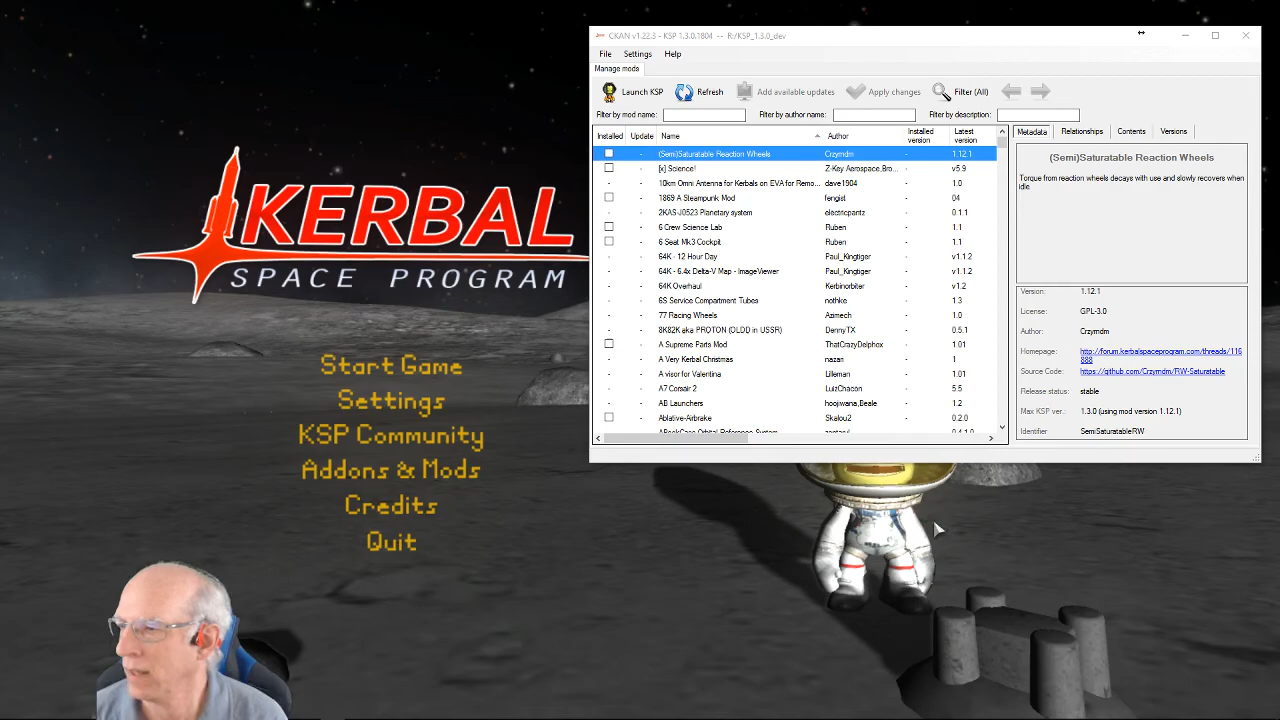 KERBAL
SPACE PROGRAM
Start Game
Settings
KSP Community
Addons & Mods
Credits
Quit
CKAN v1.22.3 - KSP 1.3.0.1804 -- R:/KSP_1.3.0_dev
File Settings Help
Manage mods
Launch KSP Refresh Add available updates Apply changes Filter (All)
Filter by mod name: Filter by author name: Filter by description:
Installed Update Name Author Installed version Latest version
(Semi)Saturatable Reaction Wheels Crzymdm - 1.12.1
[x] Science! Z-Key Aerospace,Bro... - v5.9
- - 10km Omni Antenna for Kerbals on EVA for Remo... dave1904 - 1.0
- 1869 A Steampunk Mod fengist - 04
- - 2KAS-J0523 Planetary system electricpantz - 0.1.1
- 6 Crew Science Lab Ruben - 1.1
- 6 Seat Mk3 Cockpit Ruben - 1.1
- - 64K - 12 Hour Day Paul_Kingtiger - v1.1.2
- - 64K - 6.4x Delta-V Map - ImageViewer Paul_Kingtiger - v1.1.2
- - 64K Overhaul Kerbinorbiter - v1.2
- - 6S Service Compartment Tubes nothke - 1.3
- - 77 Racing Wheels Azimech - 1.0
- - 8K82K aka PROTON (OLDD in USSR) DennyTX - 0.5.1
- A Supreme Parts Mod ThatCrazyDelphox - 1.01
- - A Very Kerbal Christmas nazari - 1
- - A visor for Valentina Lilleman - 1.01
- - A7 Corsair 2 LuizChacón - 5.5
- - AB Launchers hoojiwana,Beale - 1.2
- Ablative-Airbrake Skalou2 - 0.2.0
Metadata Relationships Contents Versions
(Semi)Saturatable Reaction Wheels
Torque from reaction wheels decays with use and slowly recovers when
idle
Version: 1.12.1
License: GPL-3.0
Author: Crzymdm
Homepage: http://forum.kerbalspaceprogram.com/threads/116
888
Source Code: https://github.com/Crzymdm/RW-Saturatable
Release status: stable
Max KSP ver.: 1.3.0 (using mod version 1.12.1)
Identifier SemiSaturatableRW